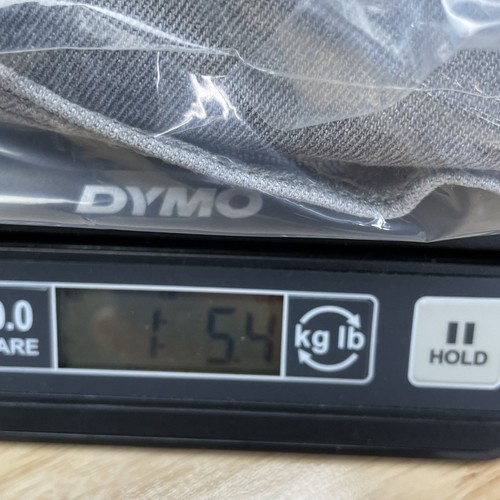 DYMO
0.0
ARE
1: 5.4
kg lb
HOLD